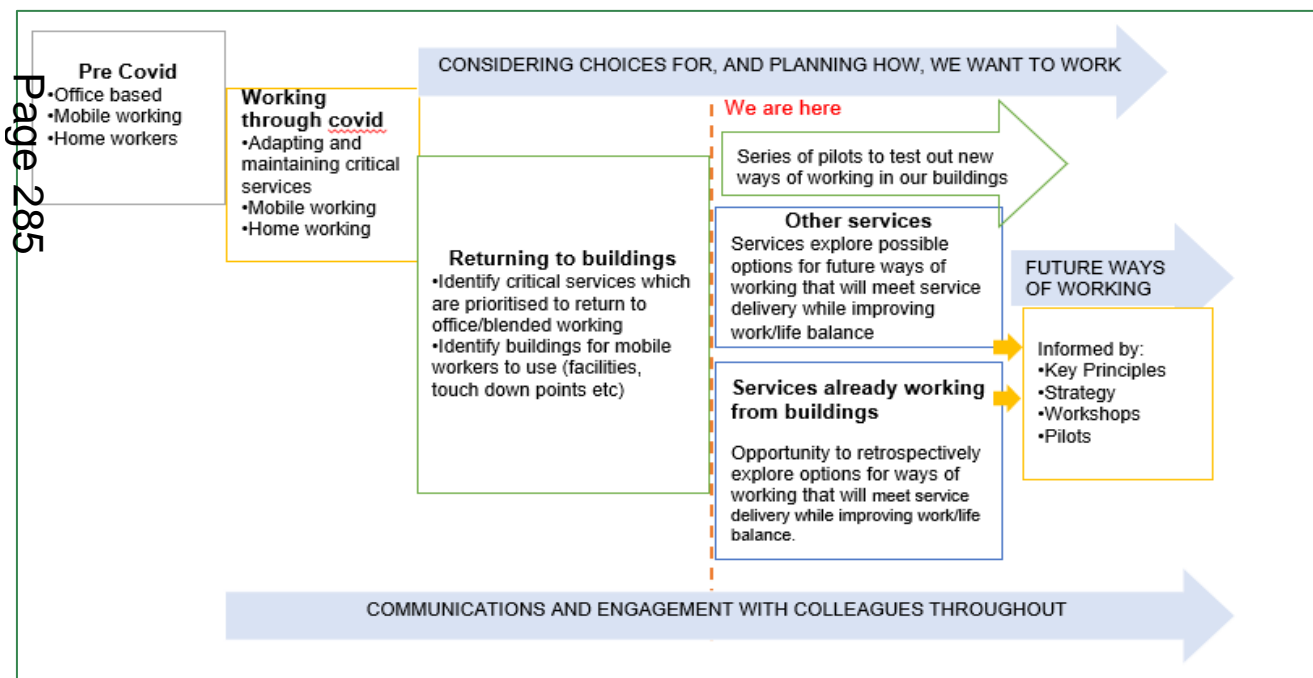 Page 285
Pre Covid
•Office based
•Mobile working
•Home workers
Working
through covid
•Adapting and
maintaining critical
services
•Mobile working
•Home working
CONSIDERING CHOICES FOR, AND PLANNING HOW, WE WANT TO WORK
Returning to buildings
•Identify critical services which
are prioritised to return to
office/blended working
•Identify buildings for mobile
workers to use (facilities,
touch down points etc)
We are here
Series of pilots to test out new
ways of working in our buildings
Other services
Services explore possible
options for future ways of
working that will meet service
delivery while improving
work/life balance
Services already working
from buildings
Opportunity to retrospectively
explore options for ways of
working that will meet service
delivery while improving work/life
balance.
FUTURE WAYS
OF WORKING
Informed by:
•Key Principles
•Strategy
•Workshops
•Pilots
COMMUNICATIONS AND ENGAGEMENT WITH COLLEAGUES THROUGHOUT